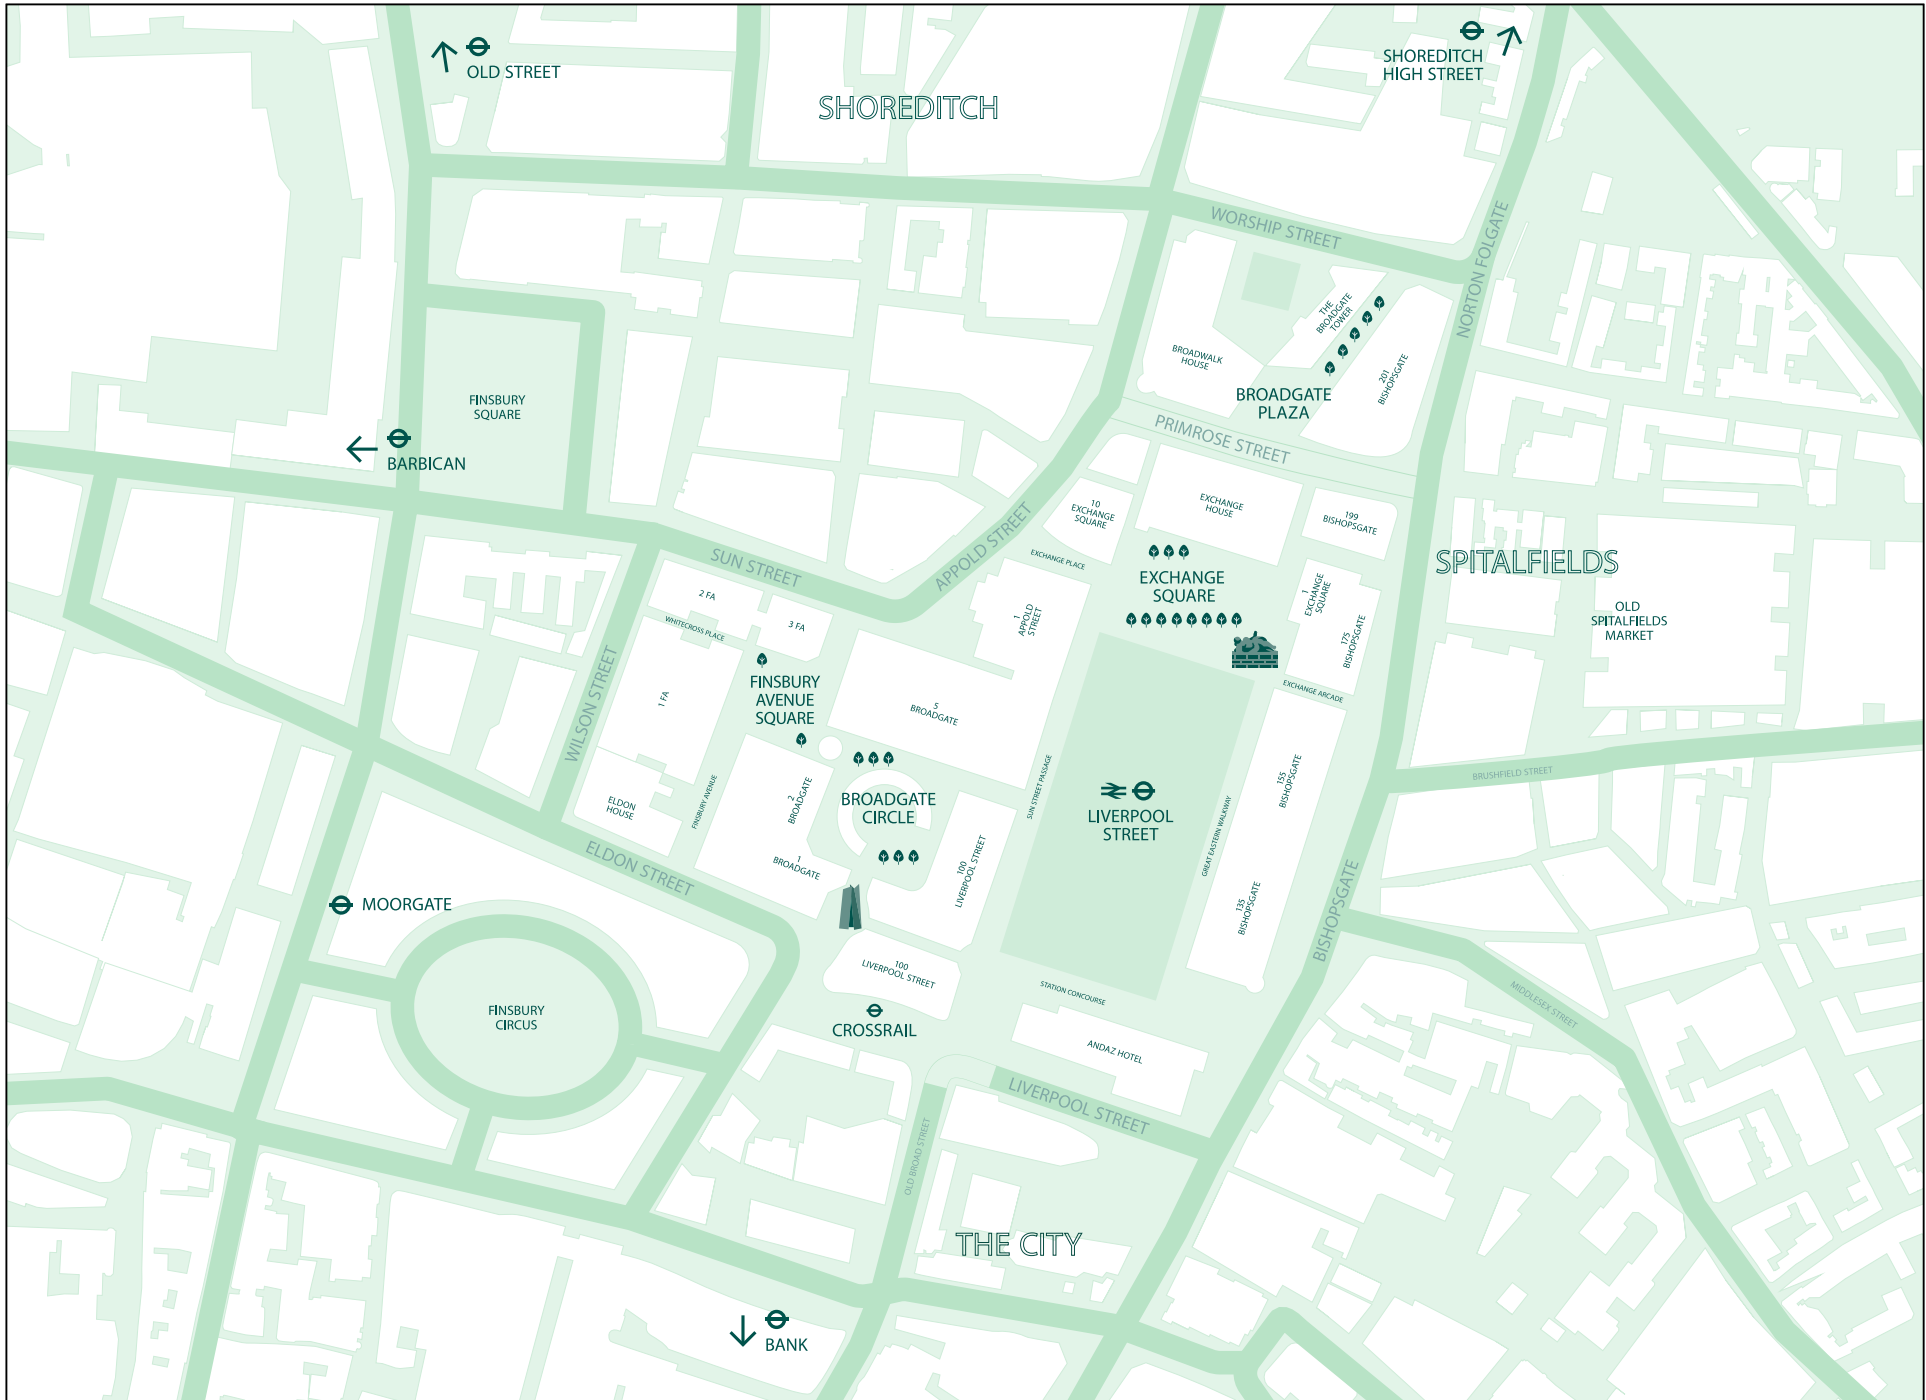 OLD STREET
SHOREDITCH
HIGH STREET
SHOREDITCH
WORSHIP STREET
NORTON FOLGATE
THE
BROADGATE
TOWER
BROADWALK
HOUSE
201
BISHOPSGATE
BROADGATE
PLAZA
FINSBURY
SQUARE
PRIMROSE STREET
BARBICAN
10
EXCHANGE
SQUARE
EXCHANGE
HOUSE
199
BISHOPSGATE
SUN STREET
APPOLD STREET
EXCHANGE PLACE
EXCHANGE
SQUARE
SPITALFIELDS
OLD
SPITALFIELDS
MARKET
2 FA
3 FA
WHITECROSS PLACE
1
APPOLD
STREET
1
EXCHANGE
SQUARE
175
BISHOPSGATE
EXCHANGE ARCADE
WILSON STREET
1 FA
FINSBURY
AVENUE
SQUARE
5
BROADGATE
SUN STREET PASSAGE
155
BISHOPSGATE
BRUSHFIELD STREET
ELDON
HOUSE
FINSBURY AVENUE
2
BROADGATE
BROADGATE
CIRCLE
LIVERPOOL
STREET
GREAT EASTERN WALKWAY
ELDON STREET
1
BROADGATE
100
LIVERPOOL STREET
135
BISHOPSGATE
BISHOPSGATE
MOORGATE
100
LIVERPOOL STREET
STATION CONCOURSE
MIDDLESEX STREET
FINSBURY
CIRCUS
CROSSRAIL
ANDAZ HOTEL
LIVERPOOL STREET
OLD BROAD STREET
THE CITY
BANK